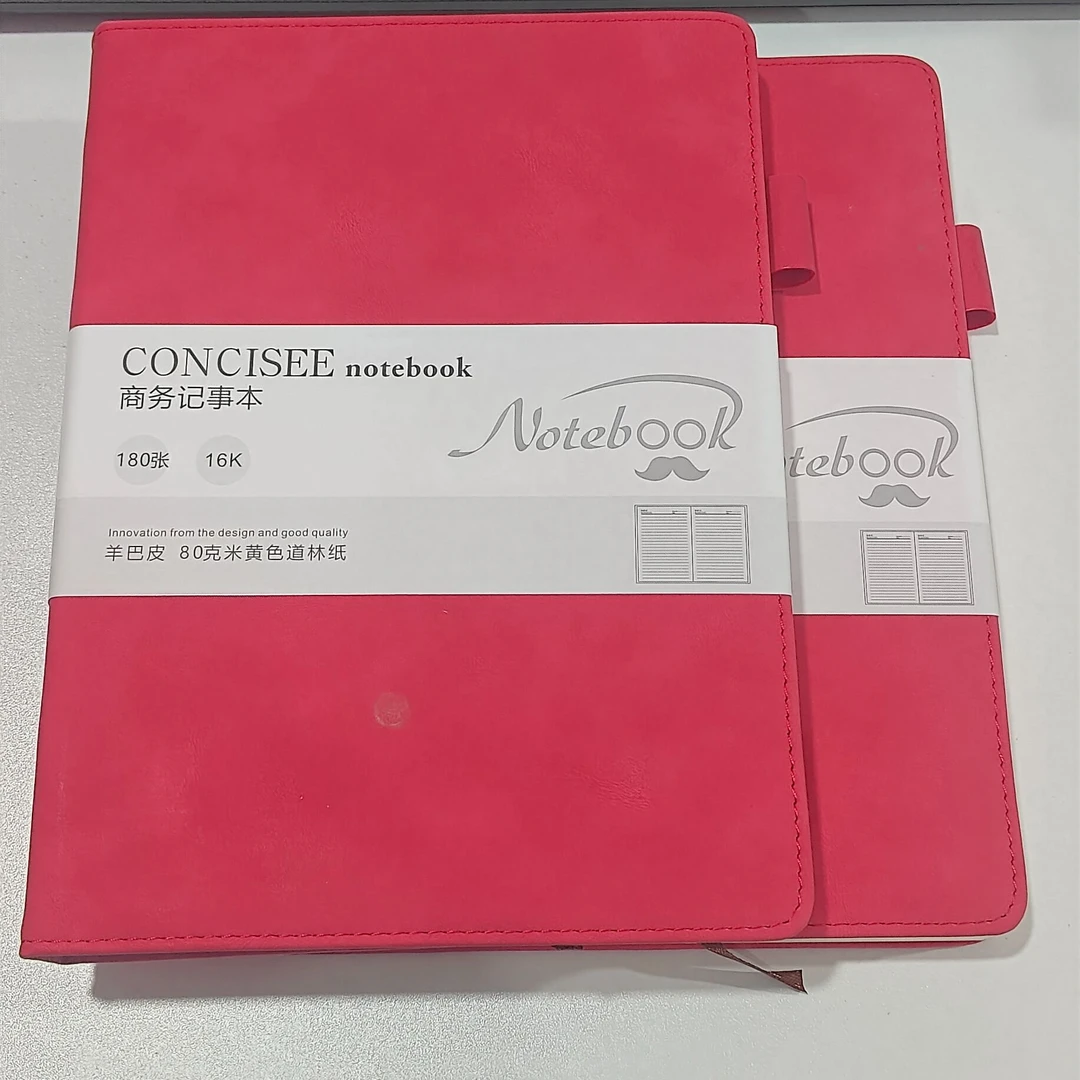 CONCISEE notebook
商务记事本
Notebook
180张 16K
Innovation from the design and good quality
羊巴皮 80克米黄色道林纸
tebook